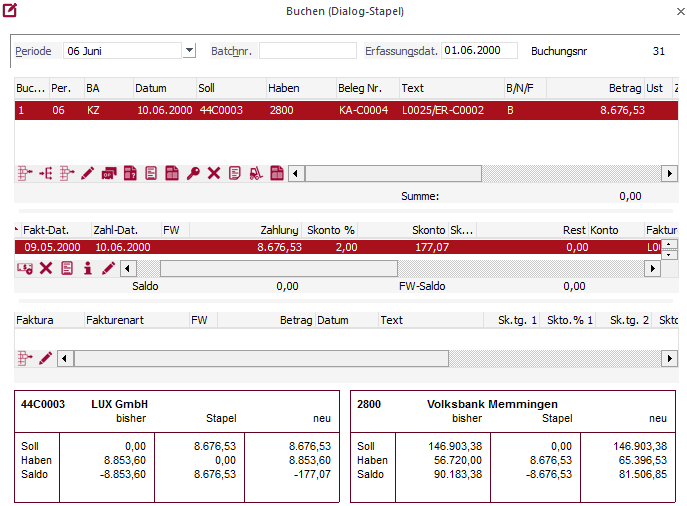 Buchen (Dialog-Stapel)
Periode 06 Juni Batchnr. Erfassungsdat. 01.06.2000 Buchungsnr 31
Buc... Per. BA Datum Soll Haben Beleg Nr. Text B/N/F Betrag Ust Z
1 06 KZ 10.06.2000 44C0003 2800 KA-C0004 L0025/ER-C0002 B 8.676,53
Summe: 0,00
Fakt-Dat. Zahl-Dat. FW Zahlung Skonto % Skonto Sk... Rest Konto Faktur
09.05.2000 10.06.2000 8.676,53 2,00 177,07 0,00 L00
Saldo 0,00 FW-Saldo 0,00
Faktura Fakturenart FW Betrag Datum Text Sk.tg. 1 Skto.% 1 Sk.tg. 2 Skto
44C0003 LUX GmbH
bisher Stapel neu
Soll 0,00 8.676,53 8.676,53
Haben 8.853,60 0,00 8.853,60
Saldo -8.853,60 8.676,53 -177,07
2800 Volksbank Memmingen
bisher Stapel neu
Soll 146.903,38 0,00 146.903,38
Haben 56.720,00 8.676,53 65.396,53
Saldo 90.183,38 -8.676,53 81.506,85